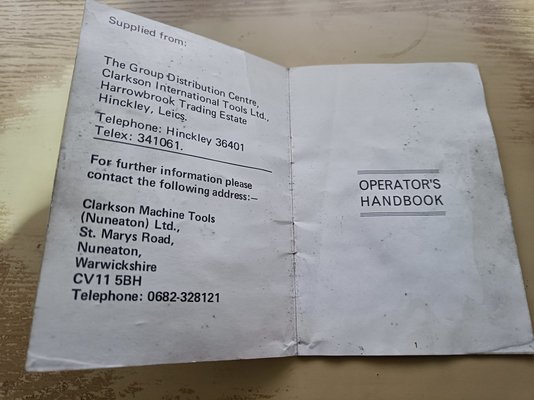 Supplied from:
The Group Distribution Centre,
Clarkson International Tools Ltd.,
Harrowbrook Trading Estate
Hinckley, Leics.
Telephone: Hinckley 36401
Telex: 341061.
For further information please
contact the following address:—
Clarkson Machine Tools
(Nuneaton) Ltd.,
St. Marys Road,
Nuneaton,
Warwickshire
CV11 5BH
Telephone: 0682-328121
OPERATOR'S
HANDBOOK
1